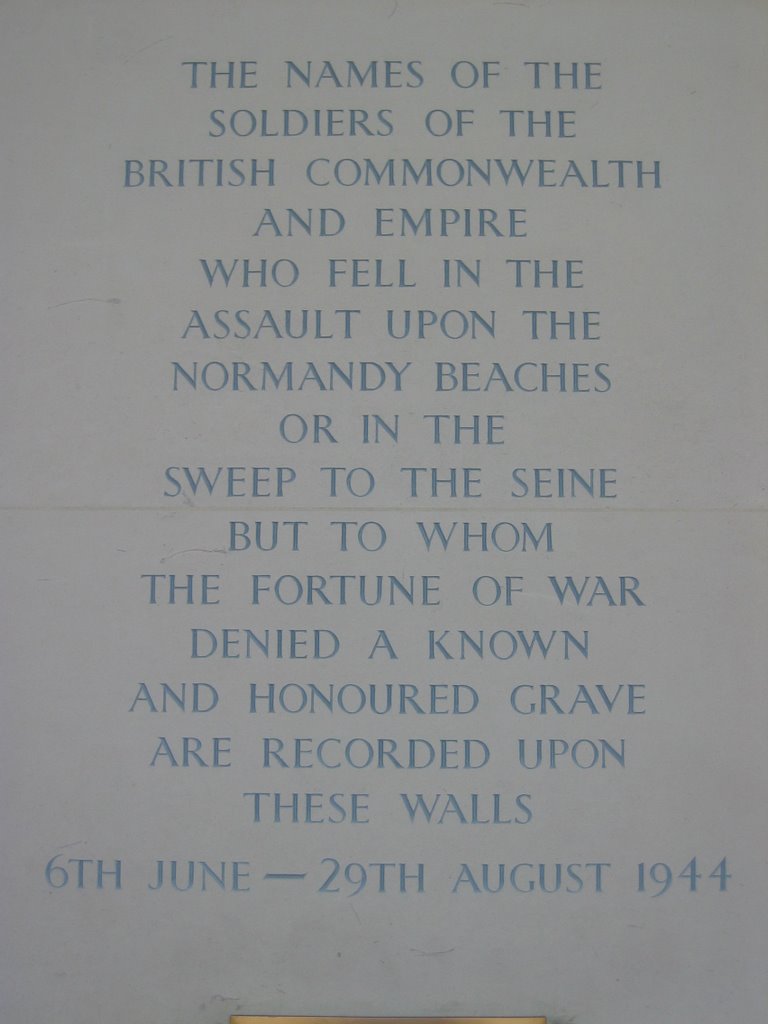 THE NAMES OF THE
SOLDIERS OF THE
BRITISH COMMONWEALTH
AND EMPIRE
WHO FELL IN THE
ASSAULT UPON THE
NORMANDY BEACHES
OR IN THE
SWEEP TO THE SEINE
BUT TO WHOM
THE FORTUNE OF WAR
DENIED A KNOWN
AND HONOURED GRAVE
ARE RECORDED UPON
THESE WALLS
6TH JUNE — 29TH AUGUST 1944